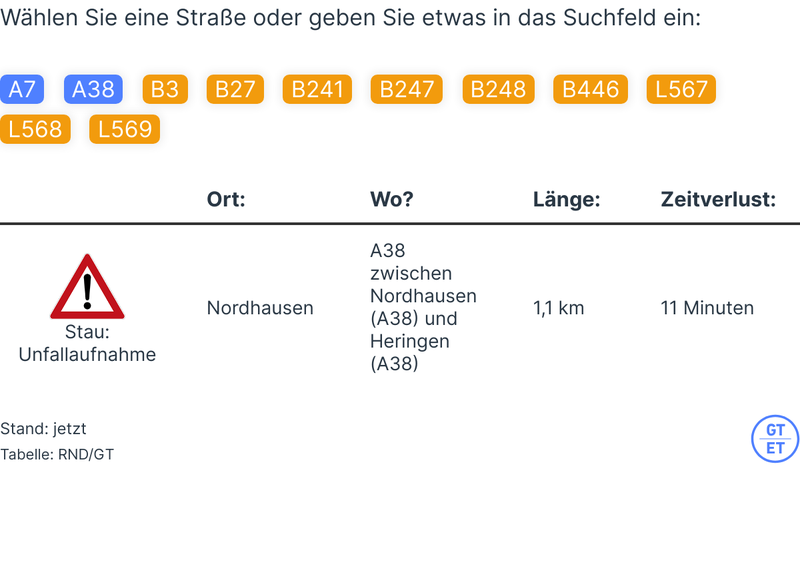 Wählen Sie eine Straße oder geben Sie etwas in das Suchfeld ein:
A7 A38 B3 B27 B241 B247 B248 B446 L567
L568 L569
Ort: Wo? Länge: Zeitverlust:
Stau:
Unfallaufnahme
Nordhausen
A38
zwischen
Nordhausen
(A38) und
Heringen
(A38)
1,1 km
11 Minuten
Stand: jetzt
Tabelle: RND/GT
GT
ET